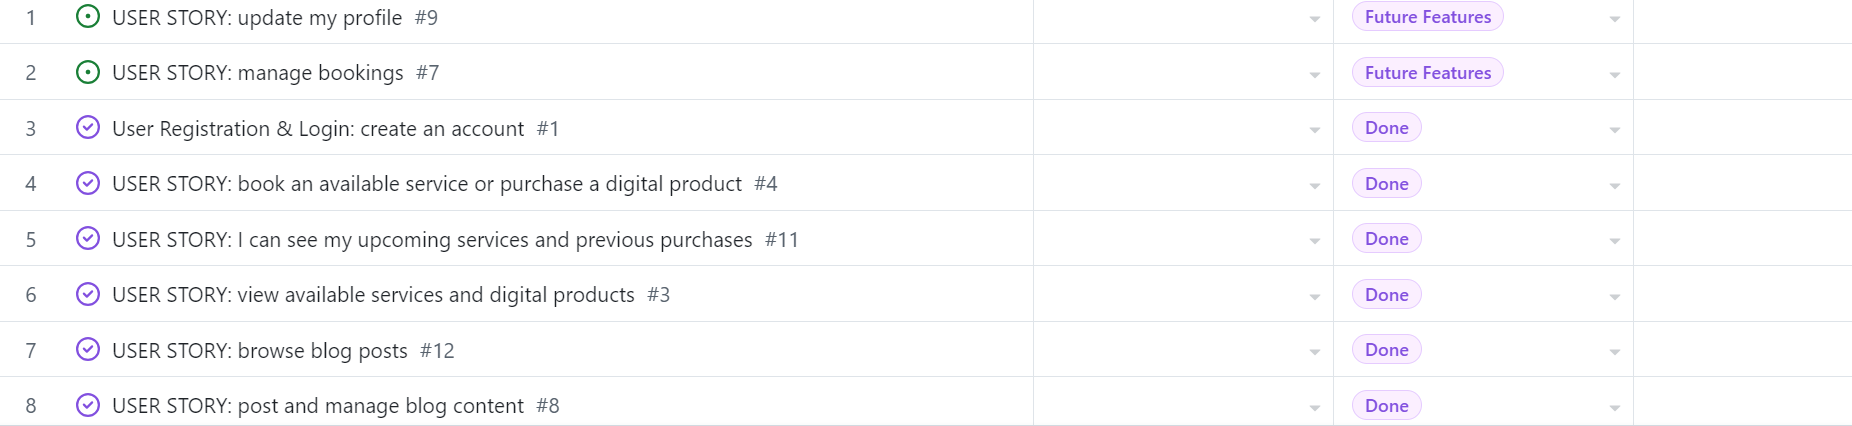 1 USER STORY: update my profile #9 Future Features
2 USER STORY: manage bookings #7 Future Features
3 User Registration & Login: create an account #1 Done
4 USER STORY: book an available service or purchase a digital product #4 Done
5 USER STORY: I can see my upcoming services and previous purchases #11 Done
6 USER STORY: view available services and digital products #3 Done
7 USER STORY: browse blog posts #12 Done
8 USER STORY: post and manage blog content #8 Done